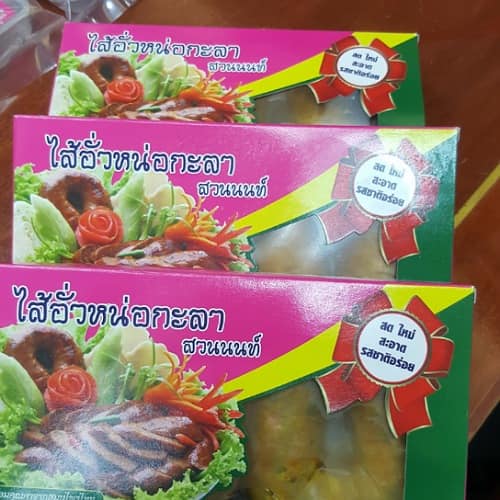 ไส้อั่วหน่อกะลา
สวนนนท์
สด ใหม่
สะอาด
รสชาติอร่อย
ไส้อั่วหน่อกะลา
สวนนนท์
สด ใหม่
สะอาด
รสชาติอร่อย
ไส้อั่วหน่อกะลา
สวนนนท์
สด ใหม่
สะอาด
รสชาติอร่อย